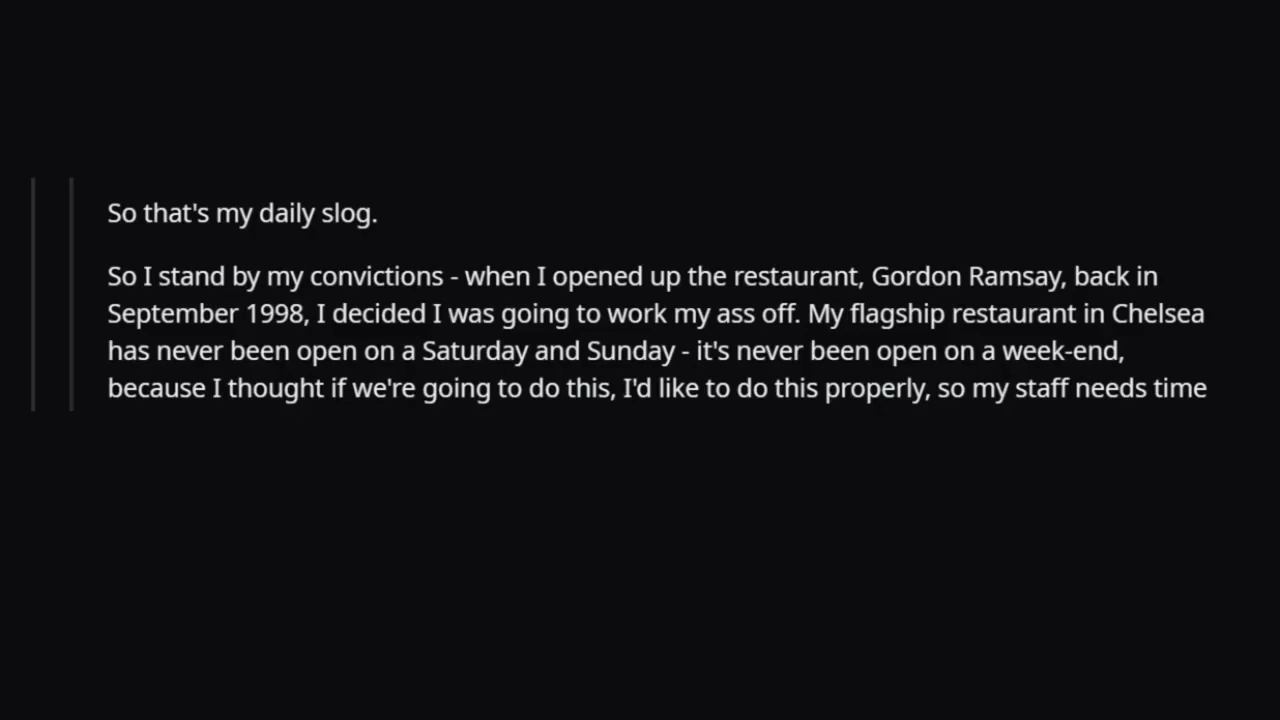 So that's my daily slog.
So I stand by my convictions - when I opened up the restaurant, Gordon Ramsay, back in
September 1998, I decided I was going to work my ass off. My flagship restaurant in Chelsea
has never been open on a Saturday and Sunday - it's never been open on a week-end,
because I thought if we're going to do this, I'd like to do this properly, so my staff needs time